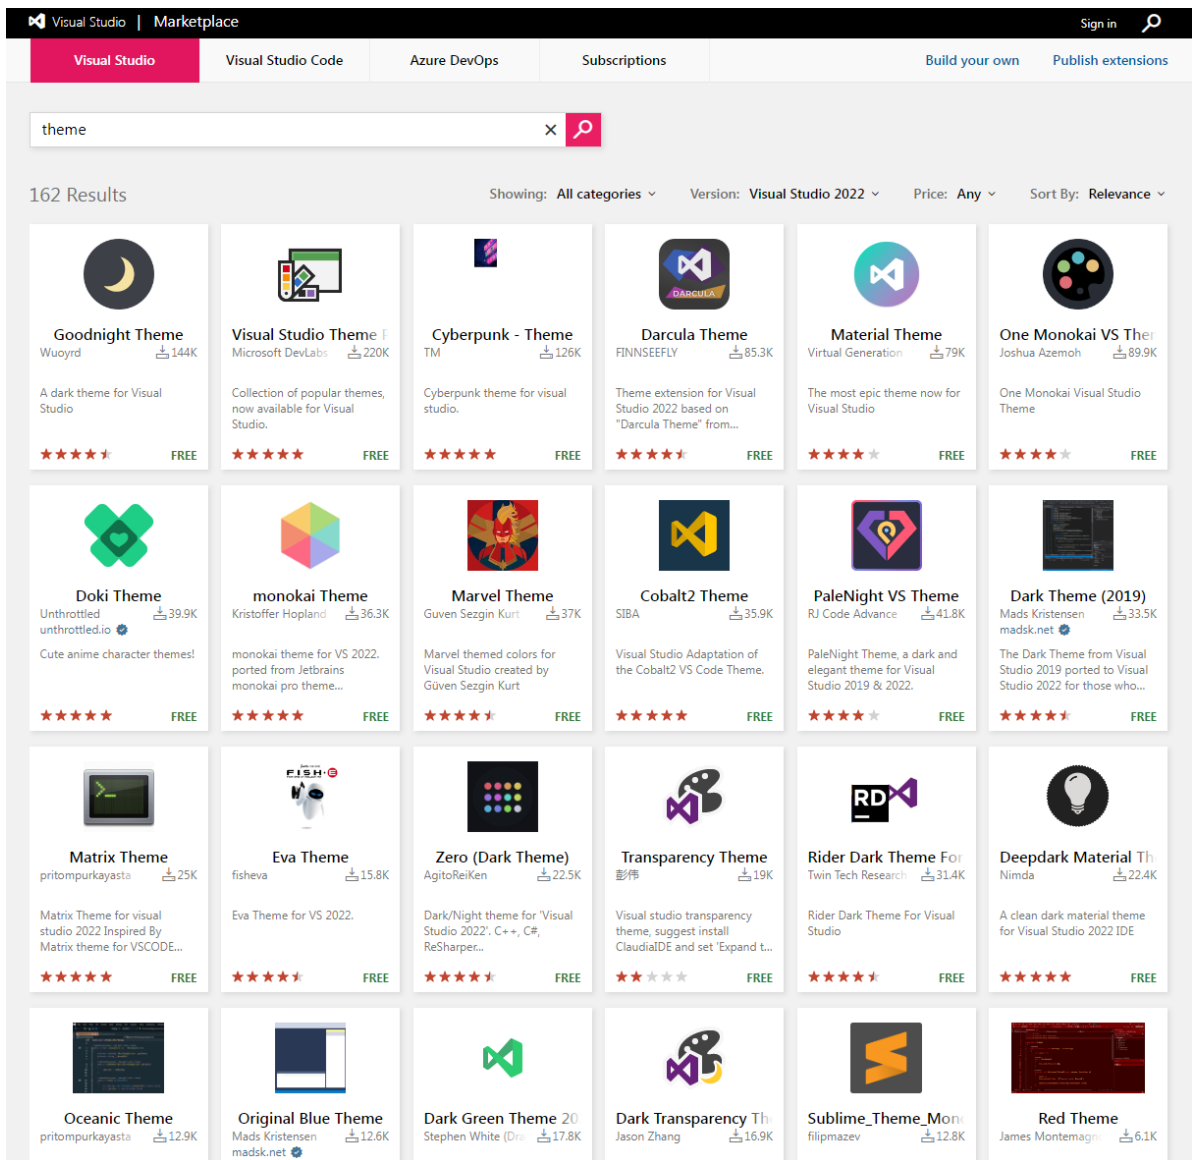 Visual Studio | Marketplace
Sign in
Visual Studio
Visual Studio Code
Azure DevOps
Subscriptions
Build your own
Publish extensions
theme
162 Results
Showing: All categories
Version: Visual Studio 2022
Price: Any
Sort By: Relevance
DARCULA
Goodnight Theme
Wuoyrd 144K
A dark theme for Visual
Studio
FREE
Visual Studio Theme
Microsoft DevLabs 220K
Collection of popular themes,
now available for Visual
Studio.
FREE
Cyberpunk - Theme
TM 126K
Cyberpunk theme for visual
studio.
FREE
Darcula Theme
FINNSEEFLY 85.3K
Theme extension for Visual
Studio 2022 based on
"Darcula Theme" from...
FREE
Material Theme
Virtual Generation 79K
The most epic theme now for
Visual Studio
FREE
One Monokai VS
Joshua Azemoh 89.9K
One Monokai Visual Studio
Theme
FREE
Doki Theme
Unthrottled 39.9K
unthrottled.io
Cute anime character themes!
FREE
monokai Theme
Kristoffer Hopland 36.3K
monokai theme for VS 2022.
ported from Jetbrains
monokai pro theme...
FREE
Marvel Theme
Guven Sezgin Kurt 37K
Marvel themed colors for
Visual Studio created by
Güven Sezgin Kurt
FREE
Cobalt2 Theme
SIBA 35.9K
Visual Studio Adaptation of
the Cobalt2 VS Code Theme.
FREE
PaleNight VS Theme
RJ Code Advance 41.8K
PaleNight Theme, a dark and
elegant theme for Visual
Studio 2019 & 2022.
FREE
Dark Theme (2019)
Mads Kristensen 33.5K
madsk.net
The Dark Theme from Visual
Studio 2019 ported to Visual
Studio 2022 for those who...
FREE
Matrix Theme
pritompurkayasta 25K
Matrix Theme for visual
studio 2022 Inspired By
Matrix theme for VSCODE...
FREE
FISH·E
Eva Theme
fisheva 15.8K
Eva Theme for VS 2022.
FREE
Zero (Dark Theme)
AgitoReiKen 22.5K
Dark/Night theme for 'Visual
Studio 2022'. C++, C#,
ReSharper...
FREE
Transparency Theme
彭伟 19K
Visual studio transparency
theme, suggest install
ClaudiaIDE and set 'Expand t...
FREE
RD
Rider Dark Theme For
Twin Tech Research 31.4K
Rider Dark Theme For Visual
Studio
FREE
Deepdark Material Th
Nimda 22.4K
A clean dark material theme
for Visual Studio 2022 IDE
FREE
Oceanic Theme
pritompurkayasta 12.9K
Original Blue Theme
Mads Kristensen 12.6K
madsk.net
Dark Green Theme 20
Stephen White (Dra 17.8K
Dark Transparency Th
Jason Zhang 16.9K
Sublime_Theme_Mono
filipmazev 12.8K
Red Theme
James Montemagn 6.1K